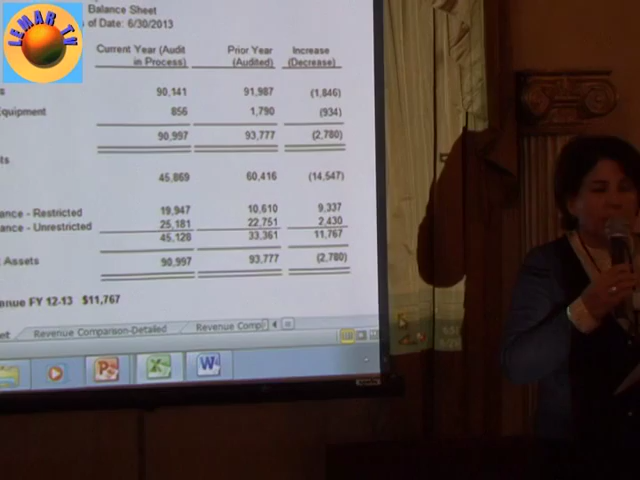 LEMAR TV
Balance Sheet
of Date: 6/30/2013
Current Year (Audit in Process) Prior Year (Audited) Increase (Decrease)
s 90,141 91,987 (1,846)
Equipment 856 1,790 (934)
90,997 93,777 (2,780)
ts
45,869 60,416 (14,547)
ance - Restricted 19,947 10,610 9,337
ance - Unrestricted 25,181 22,751 2,430
45,128 33,361 11,767
Assets 90,997 93,777 (2,780)
enue FY 12-13 $11,767
et Revenue Comparison-Detailed Revenue Compl